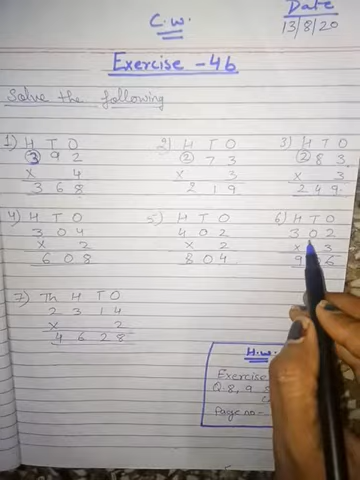 C.W.
Date
13/8/20
Exercise - 4b
Solve the following
1) H T O
3 9 2
x 4
3 6 8
2) H T O
2 7 3
x 3
2 1 9
3) H T O
2 8 3
x 3
2 4 9
4) H T O
3 0 4
x 2
6 0 8
5) H T O
4 0 2
x 2
8 0 4
6) H T O
3 0 2
x 3
9 6
7) Th H T O
2 3 1 4
x 2
4 6 2 8
H.W.
Exercise
Q 8, 9
Page no-